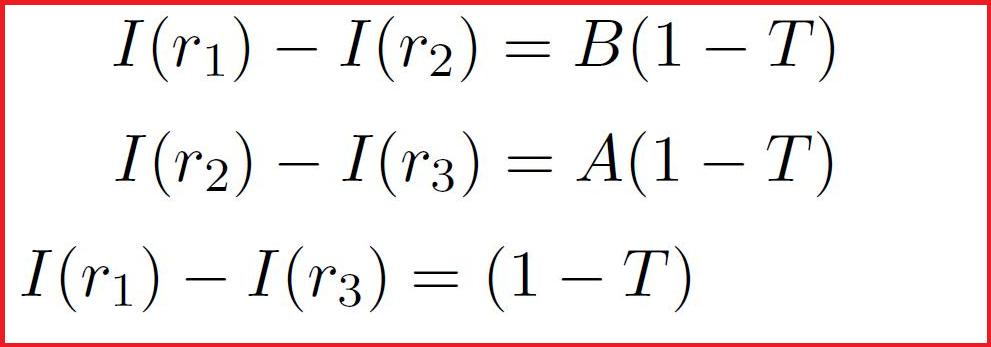 I(r₁) − I(r₂) = B(1 − T)
I(r₂) − I(r₃) = A(1 − T)
I(r₁) − I(r₃) = (1 − T)